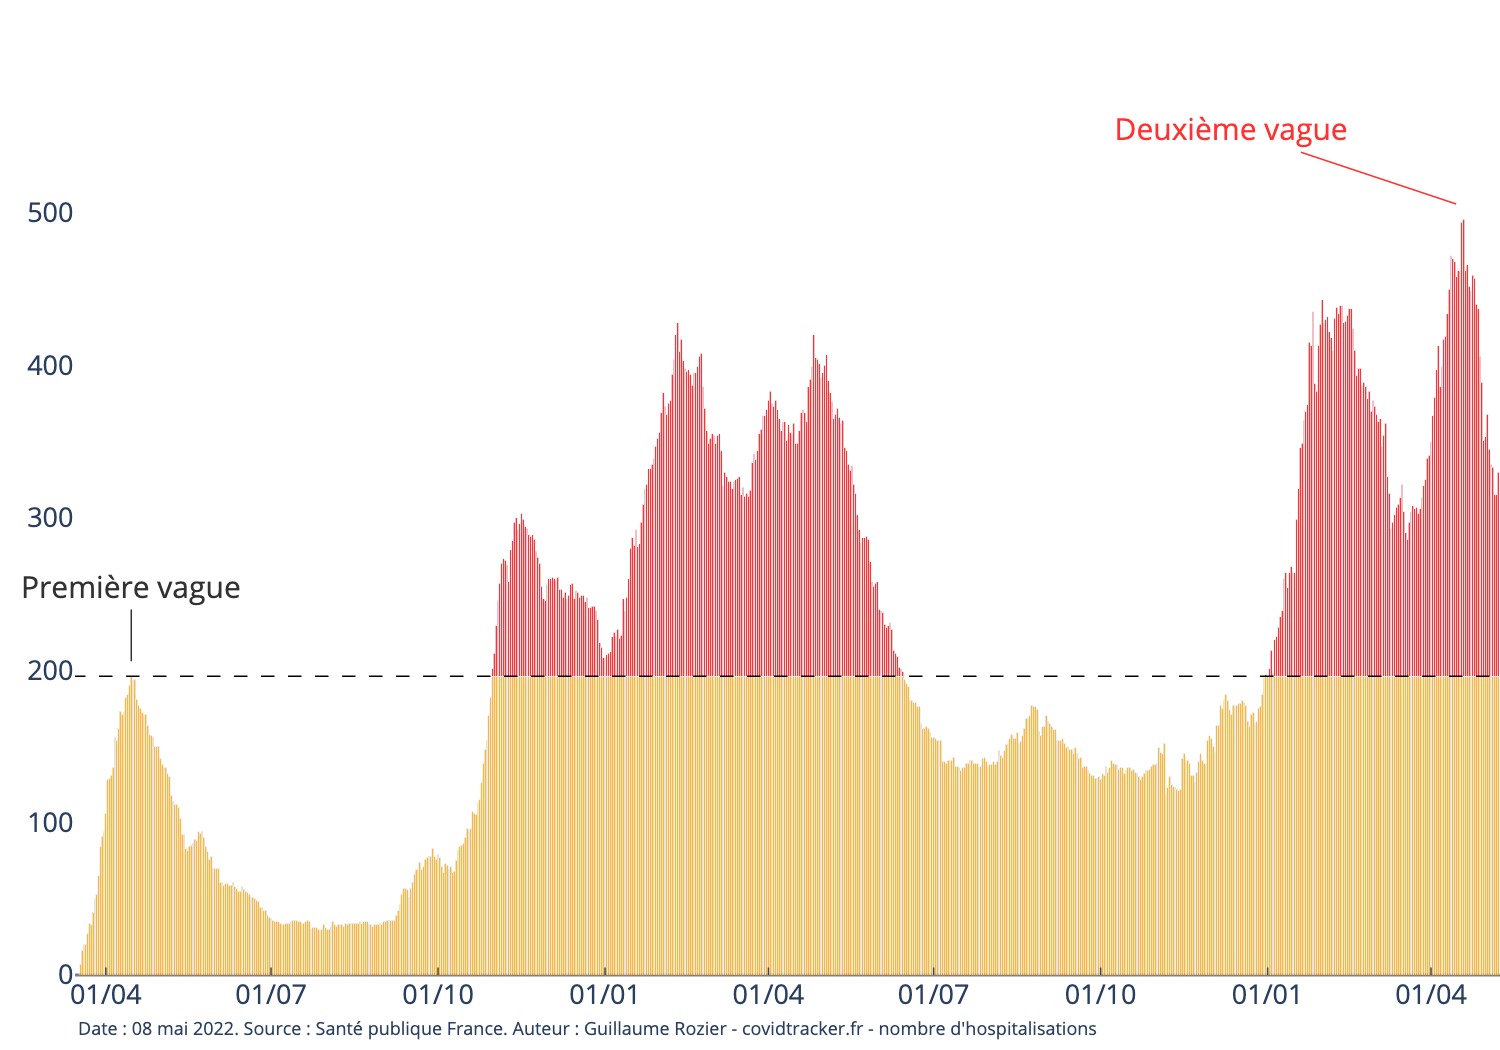 Deuxième vague
500
400
300
Première vague
200
100
0
01/04 01/07 01/10 01/01 01/04 01/07 01/10 01/01 01/04
Date : 08 mai 2022. Source : Santé publique France. Auteur : Guillaume Rozier - covidtracker.fr - nombre d'hospitalisations